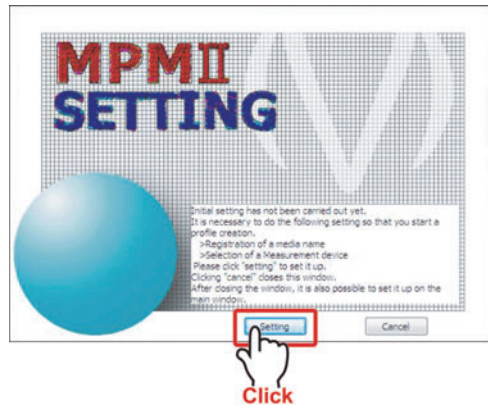 MPMII
SETTING
Initial setting has not been carried out yet.
It is necessary to do the following setting so that you start a
profile creation.
>Registration of a media name
>Selection of a Measurement device
Please click "setting" to set it up.
Clicking "cancel" closes this window.
After closing the window, it is also possible to set it up on the
main window.
Setting
Cancel
Click